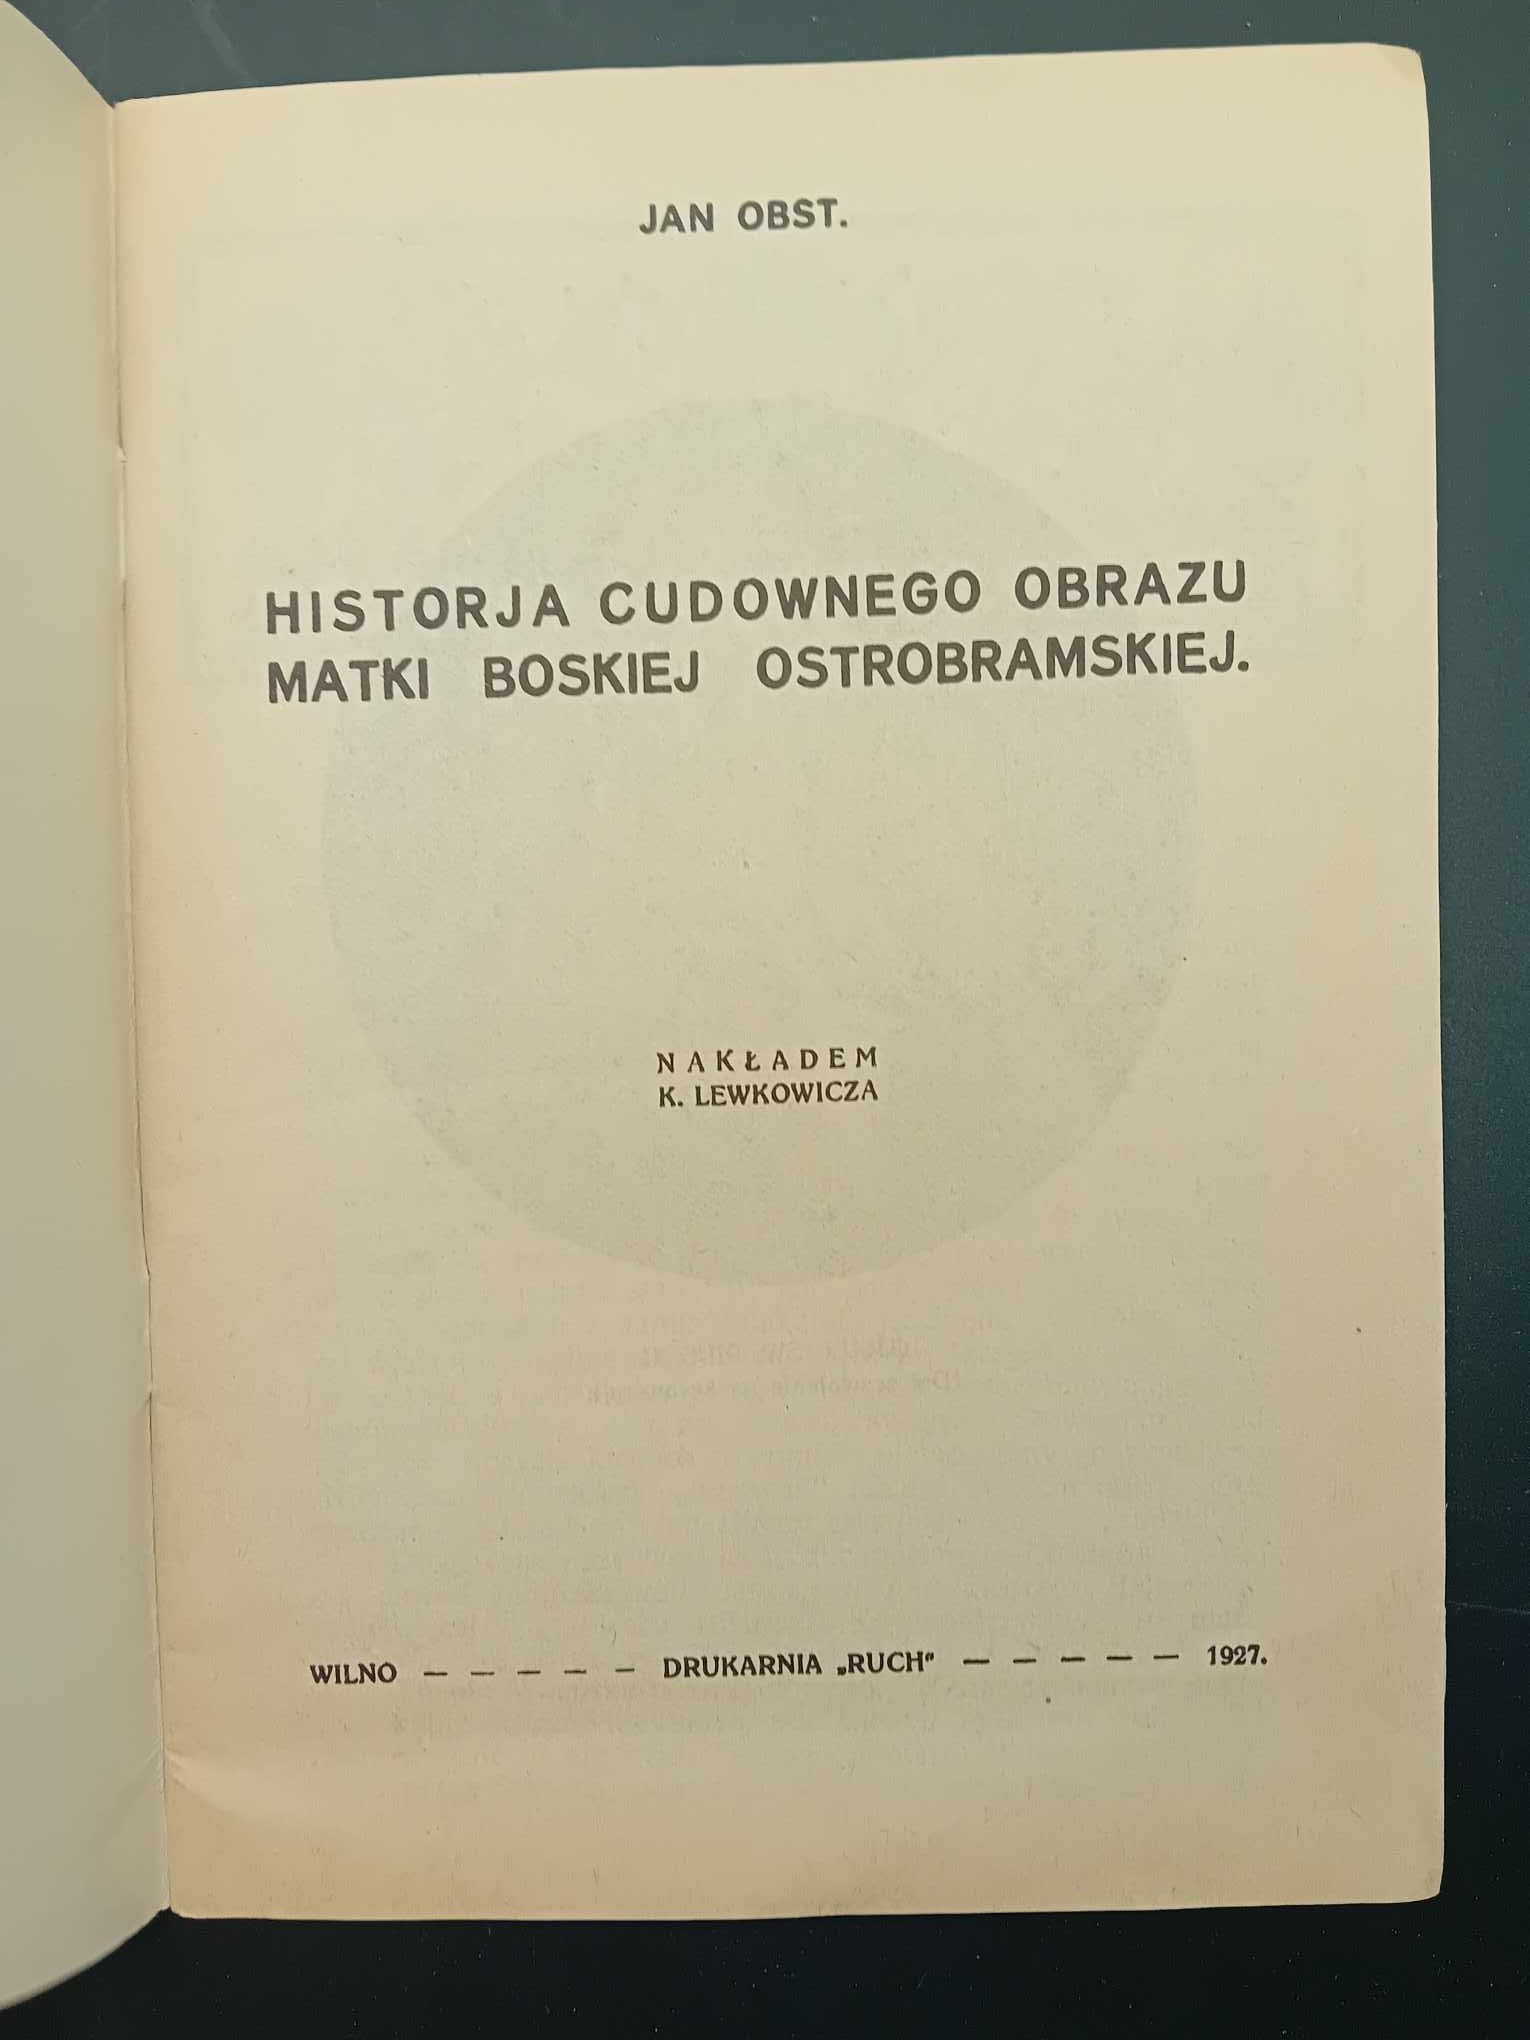 JAN OBST.
HISTORJA CUDOWNEGO OBRAZU
MATKI BOSKIEJ OSTROBRAMSKIEJ.
NAKŁADEM
K. LEWKOWICZA
WILNO — — — — — DRUKARNIA „RUCH" — — — — — 1927.